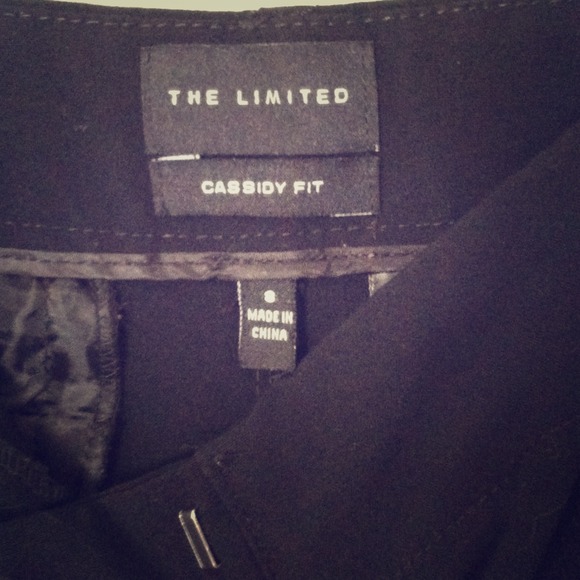 THE LIMITED
CASSIDY FIT
8
MADE IN
CHINA